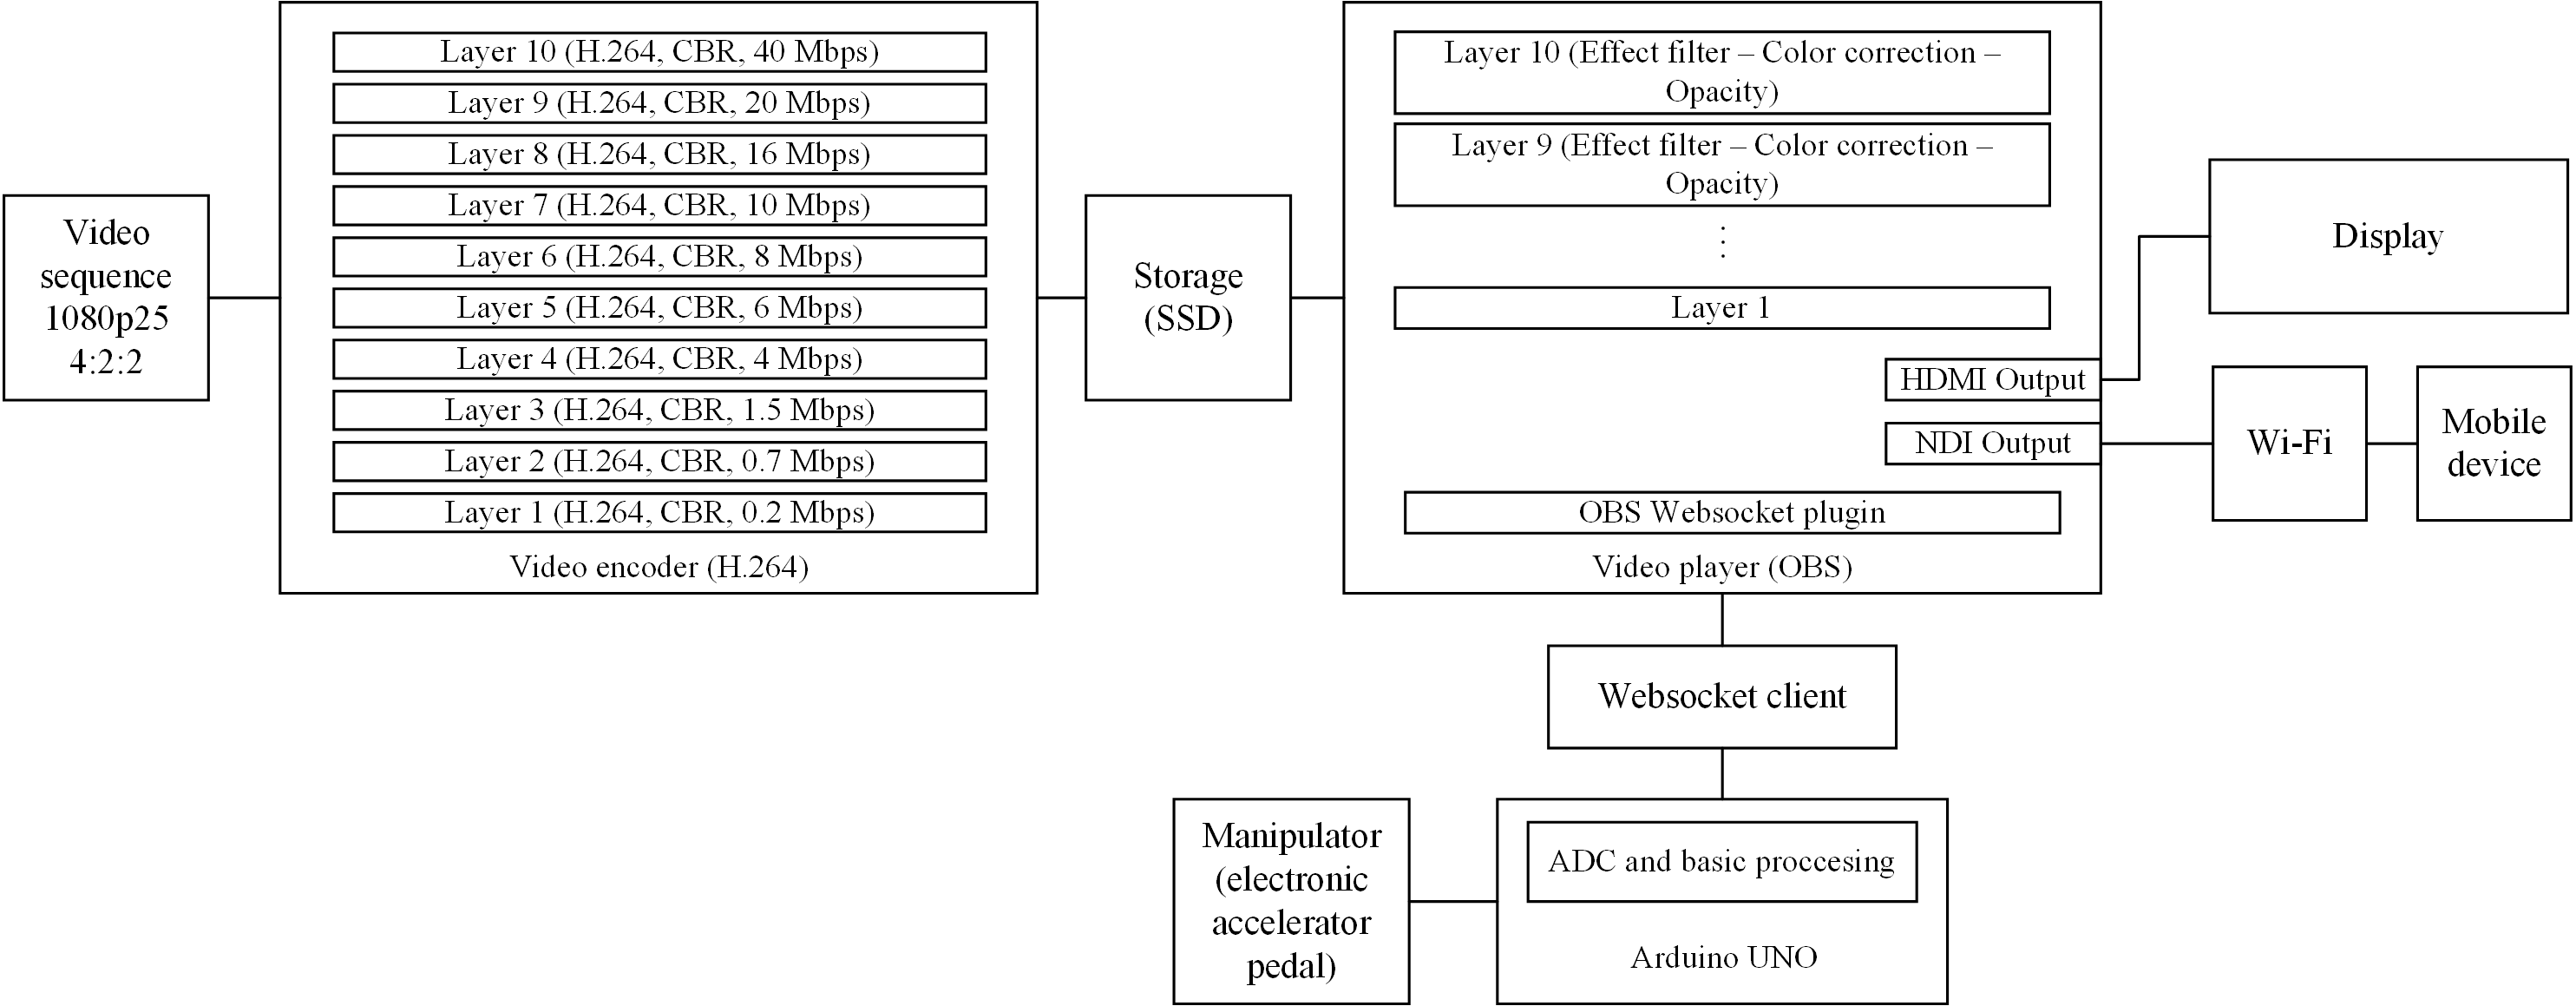 Video
sequence
1080p25
4:2:2
Layer 10 (H.264, CBR, 40 Mbps)
Layer 9 (H.264, CBR, 20 Mbps)
Layer 8 (H.264, CBR, 16 Mbps)
Layer 7 (H.264, CBR, 10 Mbps)
Layer 6 (H.264, CBR, 8 Mbps)
Layer 5 (H.264, CBR, 6 Mbps)
Layer 4 (H.264, CBR, 4 Mbps)
Layer 3 (H.264, CBR, 1.5 Mbps)
Layer 2 (H.264, CBR, 0.7 Mbps)
Layer 1 (H.264, CBR, 0.2 Mbps)
Video encoder (H.264)
Storage
(SSD)
Layer 10 (Effect filter – Color correction –
Opacity)
Layer 9 (Effect filter – Color correction –
Opacity)
⋮
Layer 1
HDMI Output
NDI Output
OBS Websocket plugin
Video player (OBS)
Display
Wi-Fi
Mobile
device
Websocket client
Manipulator
(electronic
accelerator
pedal)
ADC and basic proccesing
Arduino UNO